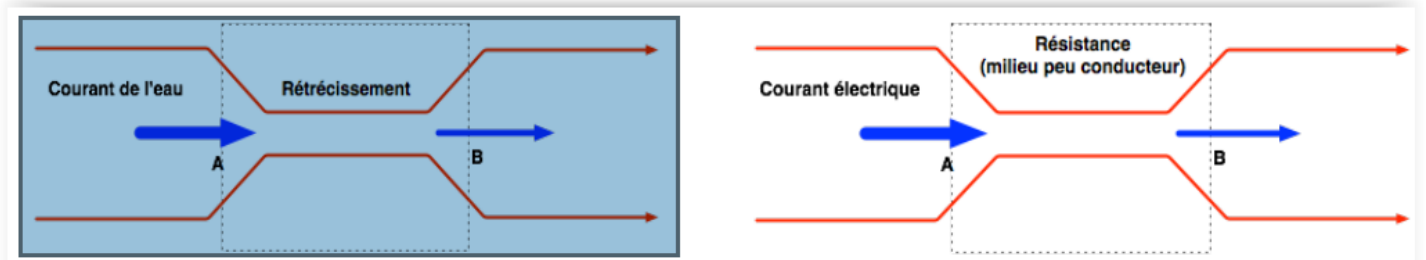 Courant de l'eau
Rétrécissement
A
B
Résistance
(milieu peu conducteur)
Courant électrique
A
B